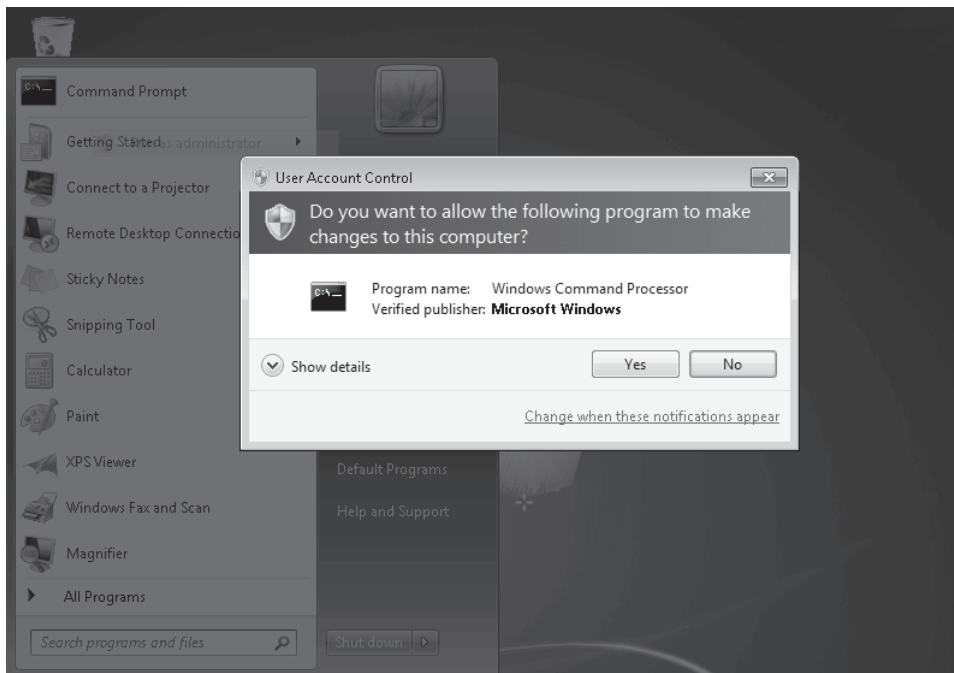 Command Prompt
Getting Started
as administrator
Connect to a Projector
Remote Desktop Connectio
Sticky Notes
Snipping Tool
Calculator
Paint
XPS Viewer
Windows Fax and Scan
Magnifier
All Programs
Search programs and files
Default Programs
Help and Support
Shut down
User Account Control
Do you want to allow the following program to make
changes to this computer?
C:\
Program name: Windows Command Processor
Verified publisher: Microsoft Windows
Show details
Yes No
Change when these notifications appear